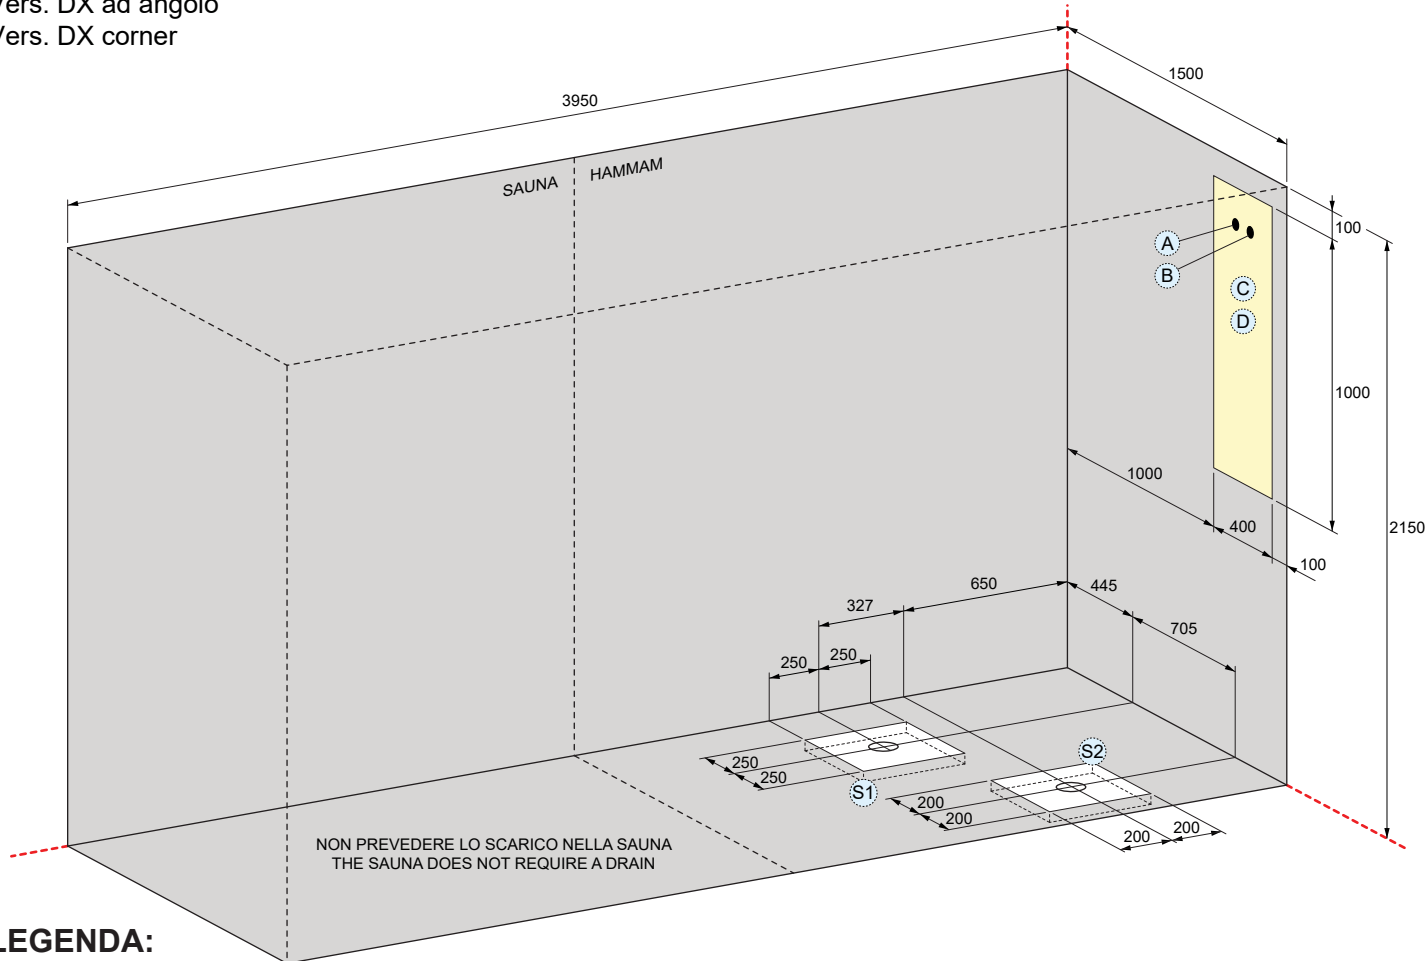 Vers. DX ad angolo
Vers. DX corner
3950
1500
SAUNA
HAMMAM
100
A
B
C
D
1000
2150
1000
400
100
650
445
327
705
250
250
250
250
S1
S2
200
200
200
200
NON PREVEDERE LO SCARICO NELLA SAUNA
THE SAUNA DOES NOT REQUIRE A DRAIN
LEGENDA: